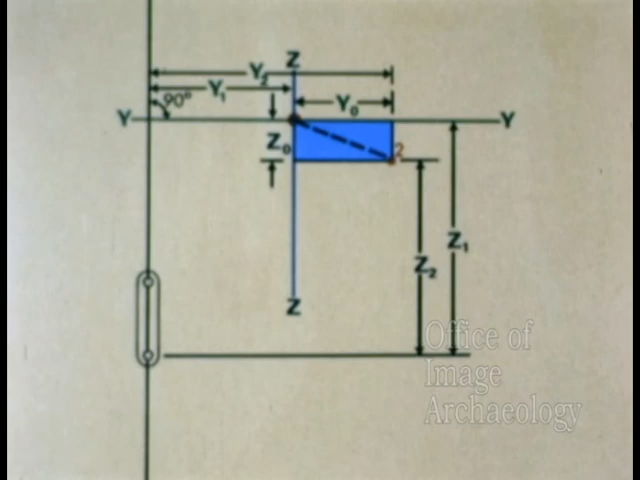 Z
Y₂
Y₁
90°
Y₀
Y
Y
Z₀
2
Z₁
Z₂
Z
Office of
Image
Archaeology